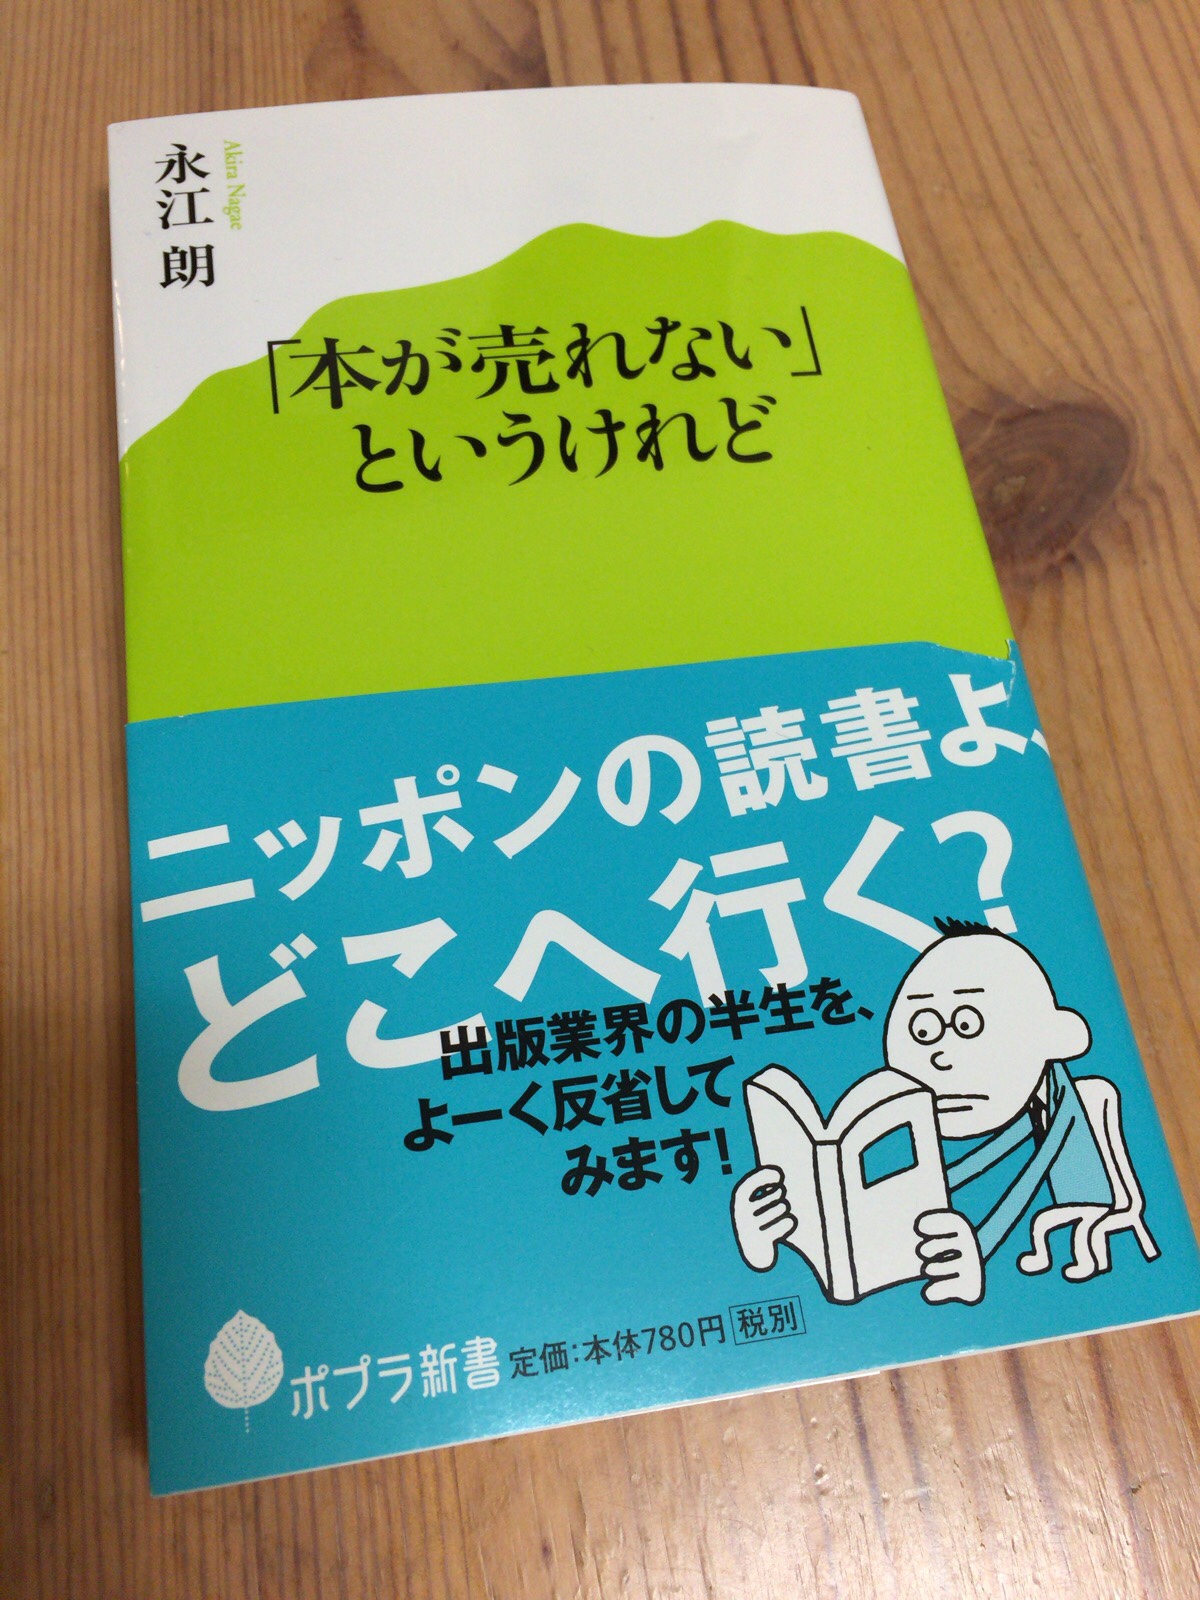 永江 朗
Akira Nagae
「本が売れない」
というけれど
ニッポンの読書よ、
どこへ行く?
出版業界の半生を、
よーく反省して
みます!
ポプラ新書
定価:本体780円 税別